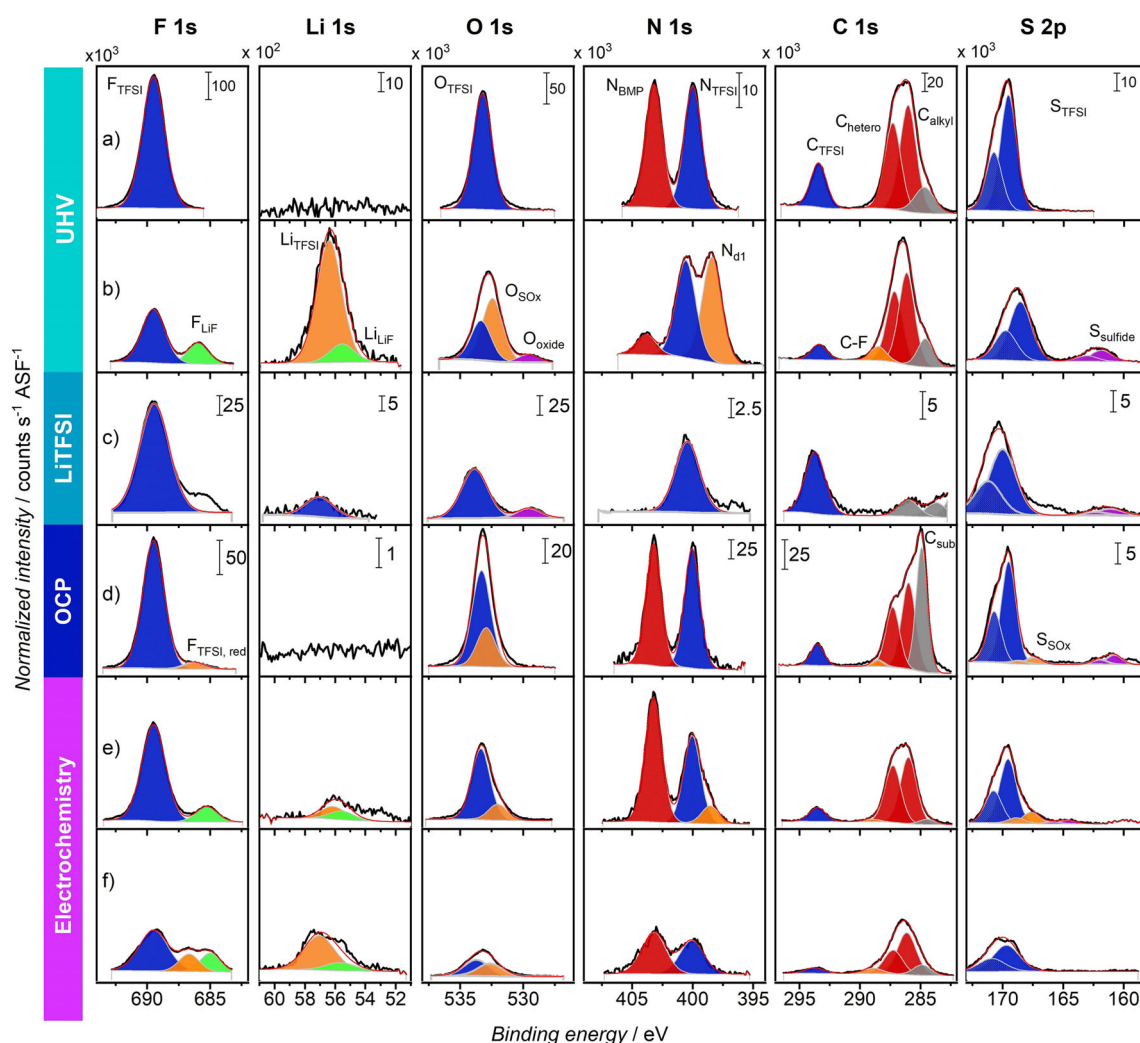 F 1s Li 1s O 1s N 1s C 1s S 2p
x10³ x 10² x 10³ x 10³ x 10³ x 10³
Normalized intensity / counts s⁻¹ ASF⁻¹
UHV
a) F_TFSI 100 10 O_TFSI 50 N_BMP N_TFSI 10 C_TFSI C_hetero C_alkyl 20 S_TFSI 10
b) F_LiF Li_TFSI Li_LiF O_SOx O_oxide N_d1 C-F S_sulfide
LiTFSI
c) 25 5 25 2.5 5 5
OCP
d) 50 F_TFSI, red 1 20 25 25 C_sub S_SOx 5
Electrochemistry
e)
f)
690 685 60 58 56 54 52 535 530 405 400 395 295 290 285 170 165 160
Binding energy / eV